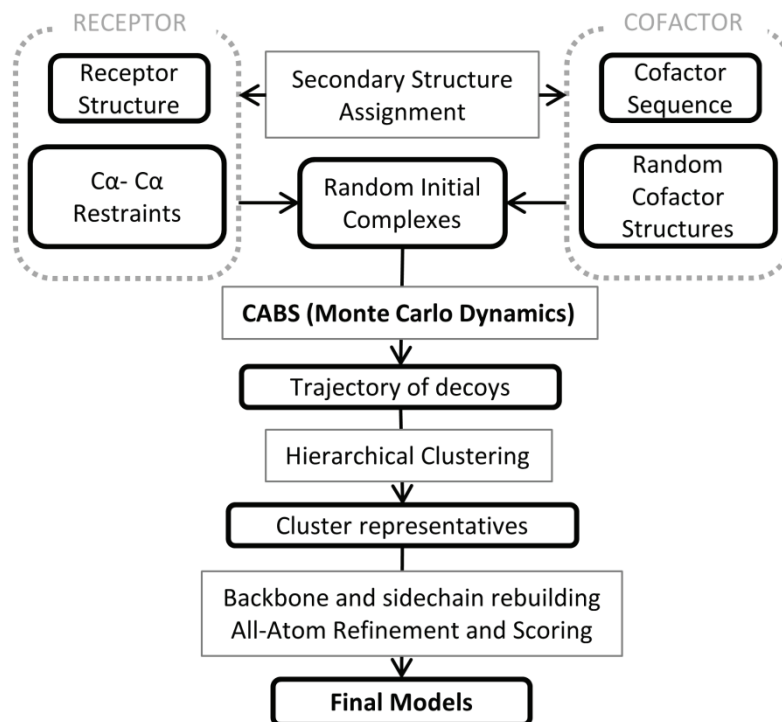 RECEPTOR
COFACTOR
Receptor
Structure
Secondary Structure
Assignment
Cofactor
Sequence
Cα- Cα
Restraints
Random Initial
Complexes
Random
Cofactor
Structures
CABS (Monte Carlo Dynamics)
Trajectory of decoys
Hierarchical Clustering
Cluster representatives
Backbone and sidechain rebuilding
All-Atom Refinement and Scoring
Final Models